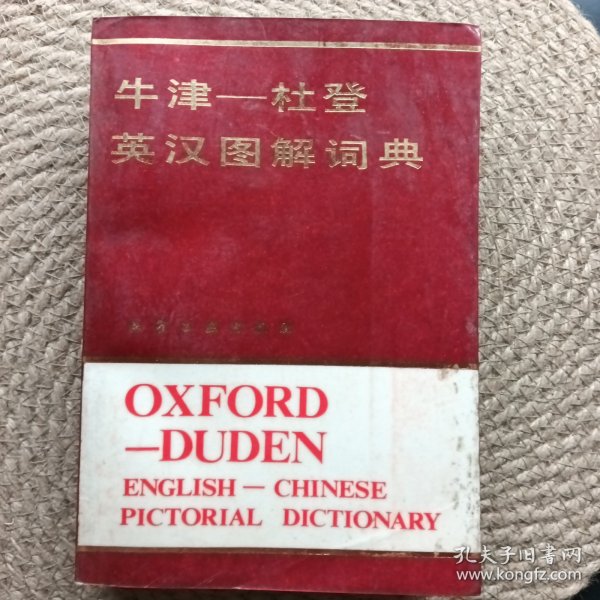 牛津—杜登
英汉图解词典
OXFORD
—DUDEN
ENGLISH — CHINESE
PICTORIAL DICTIONARY
孔夫子旧书网
www.kongfz.com